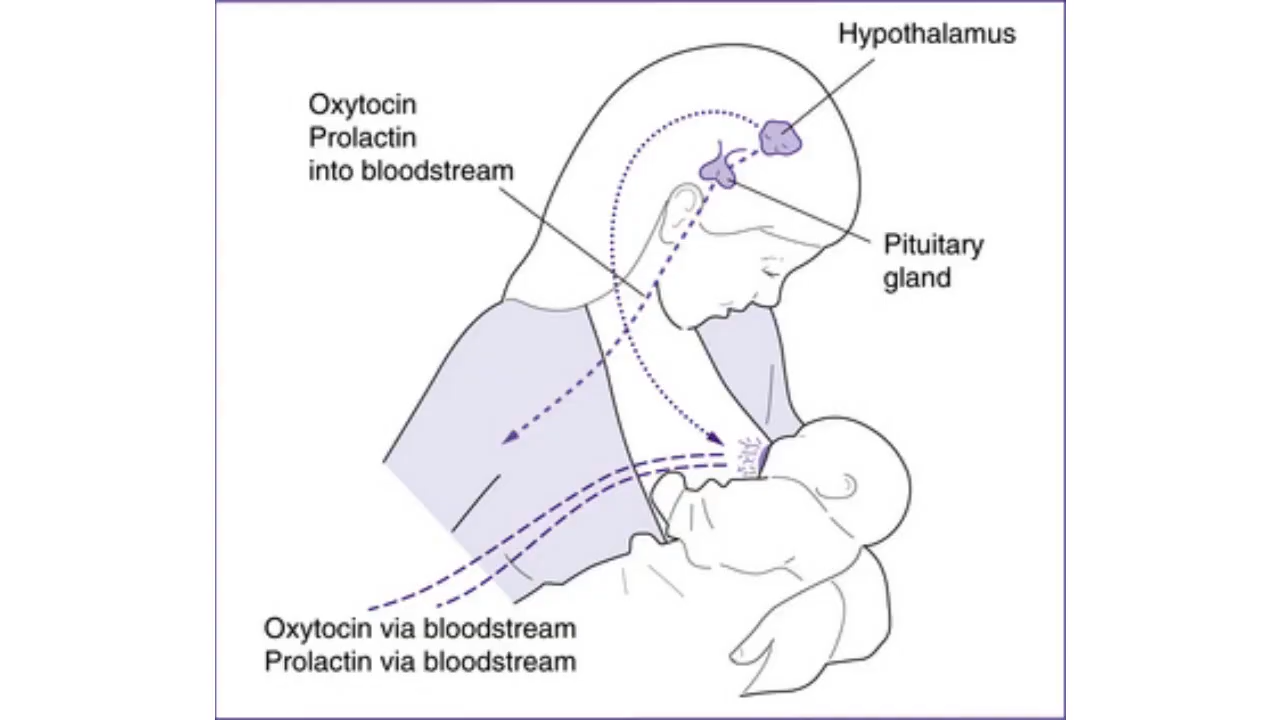 Hypothalamus
Oxytocin
Prolactin
into bloodstream
Pituitary
gland
Oxytocin via bloodstream
Prolactin via bloodstream